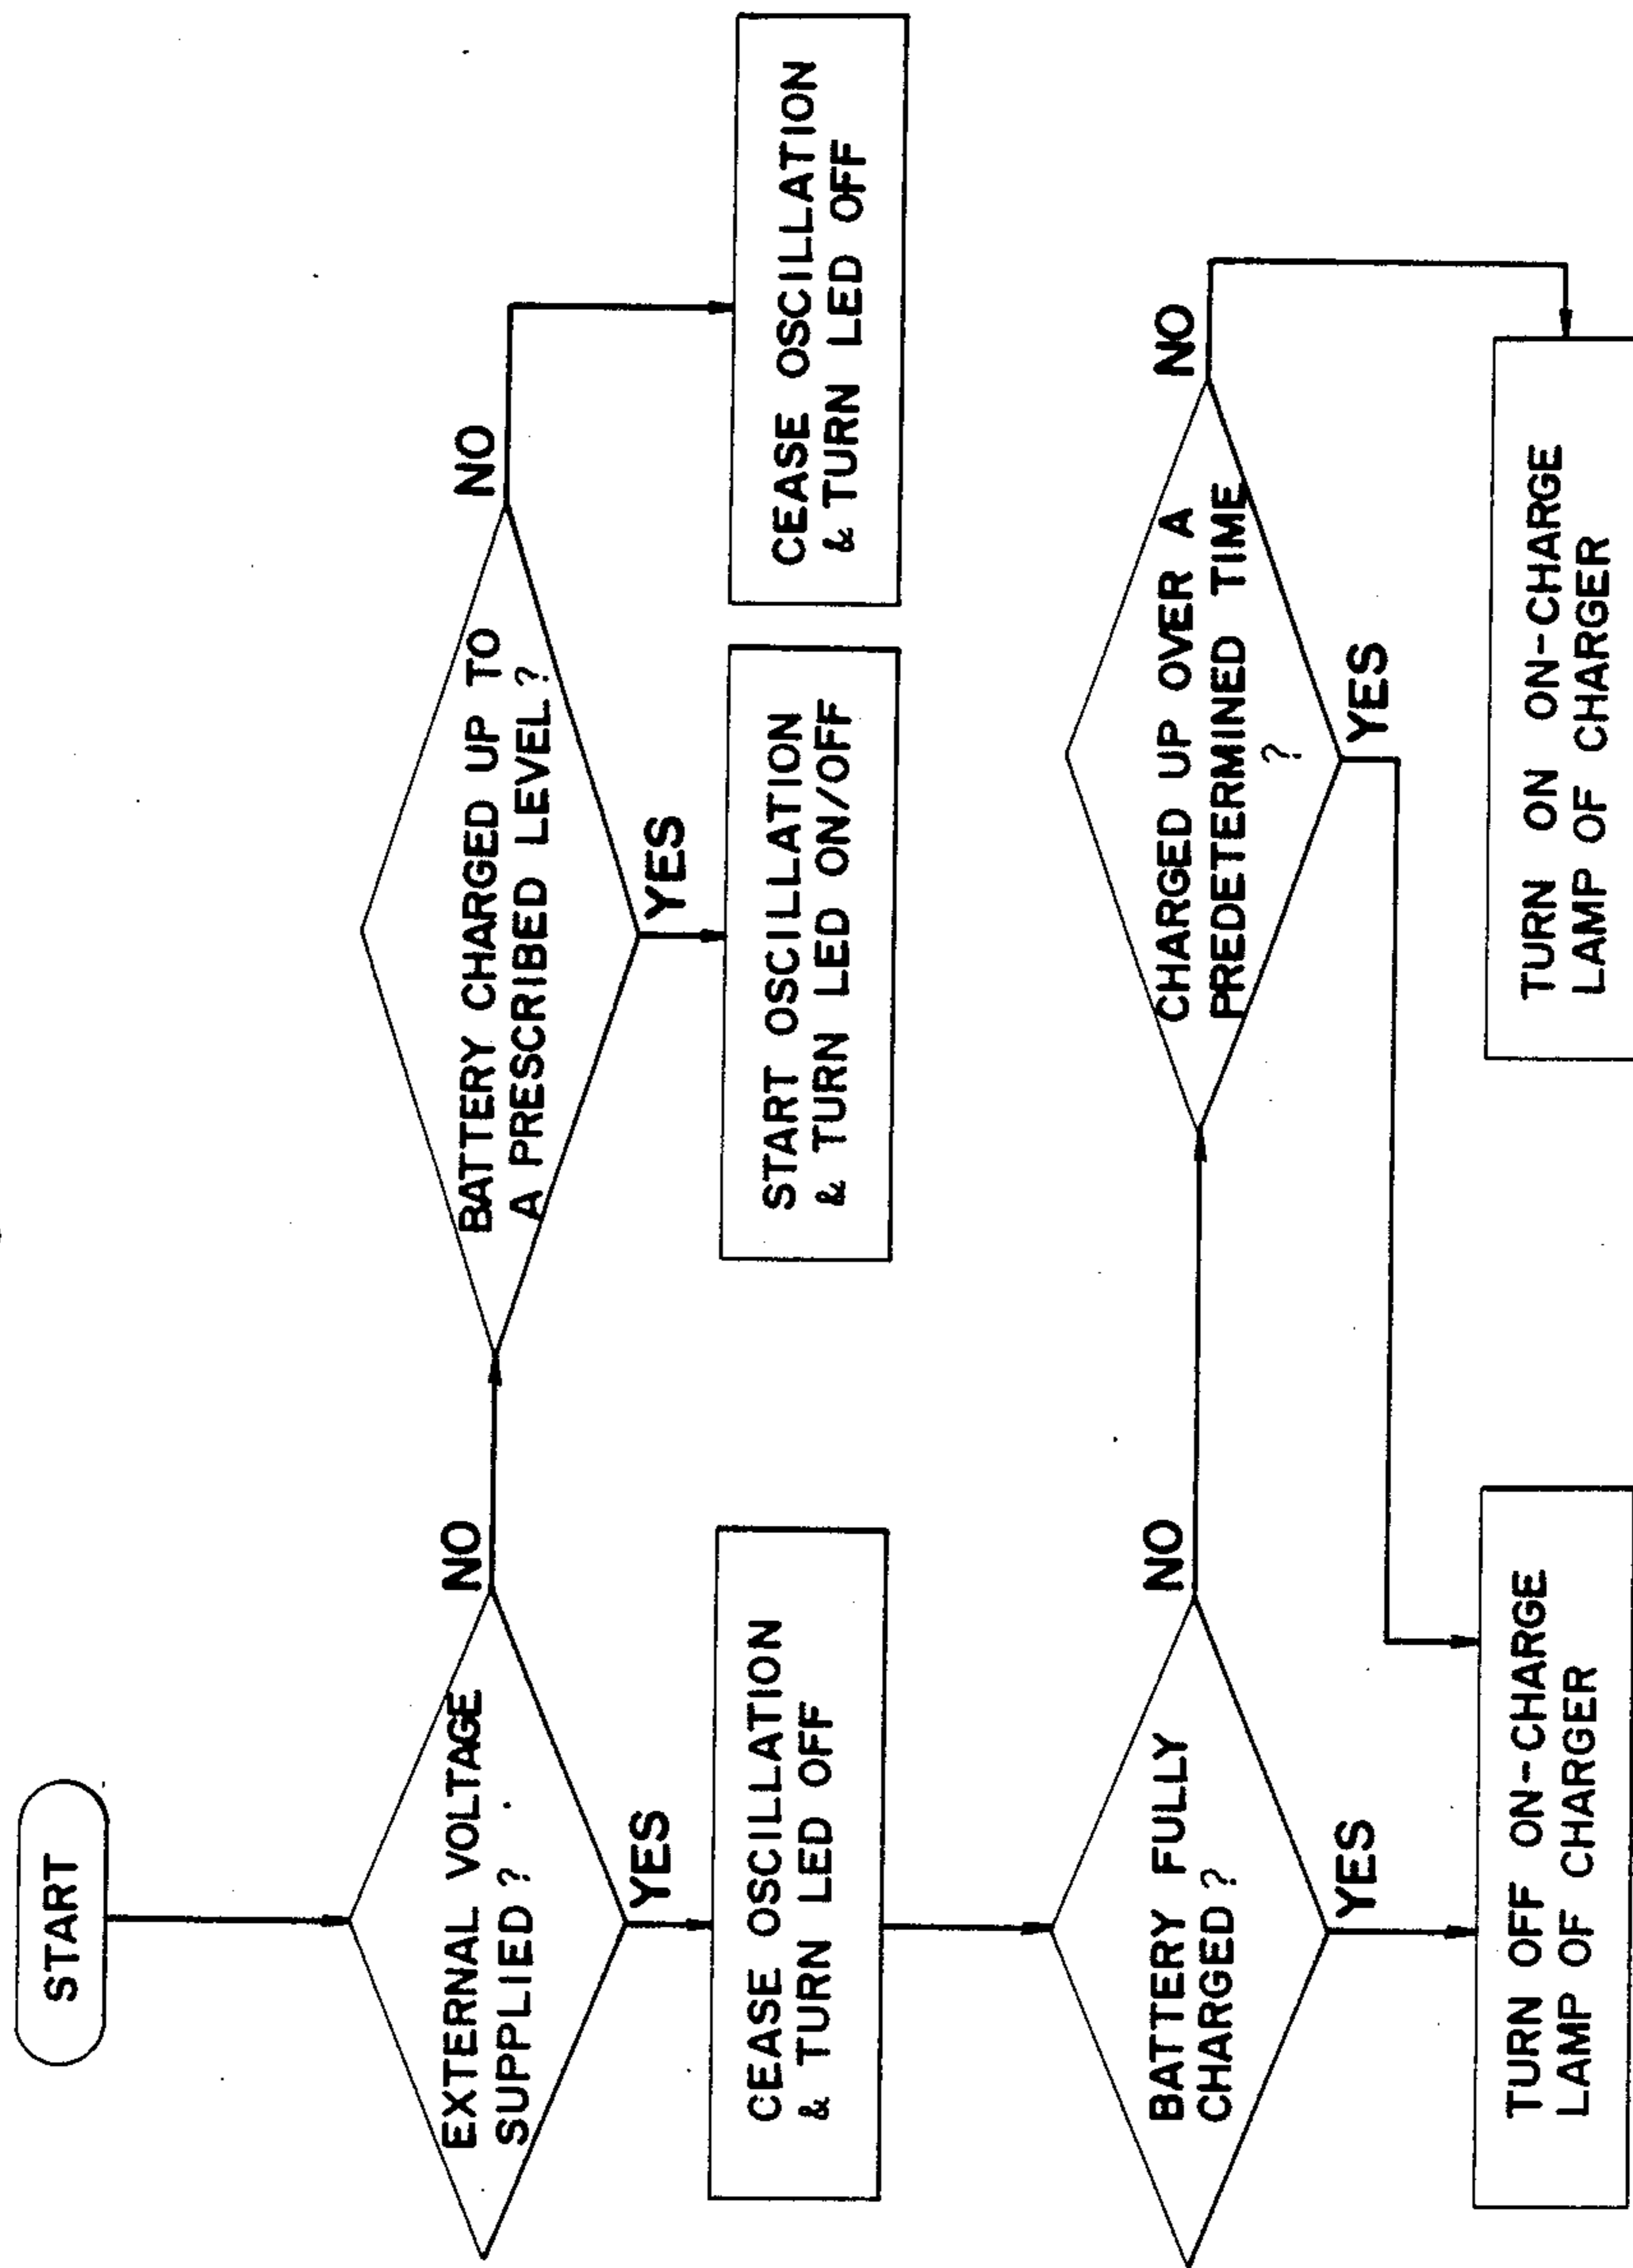 START
EXTERNAL VOLTAGE
SUPPLIED?
NO
YES
BATTERY CHARGED UP TO
A PRESCRIBED LEVEL?
NO
YES
CEASE OSCILLATION
& TURN LED OFF
START OSCILLATION
& TURN LED ON/OFF
CEASE OSCILLATION
& TURN LED OFF
BATTERY FULLY
CHARGED?
NO
YES
CHARGED UP OVER A
PREDETERMINED TIME
?
NO
YES
TURN OFF ON-CHARGE
LAMP OF CHARGER
TURN ON ON-CHARGE
LAMP OF CHARGER